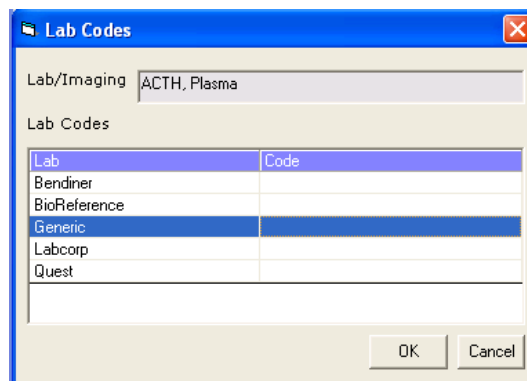 Lab Codes
Lab/Imaging ACTH, Plasma
Lab Codes
Lab Code
Bendiner
BioReference
Generic
Labcorp
Quest
OK Cancel